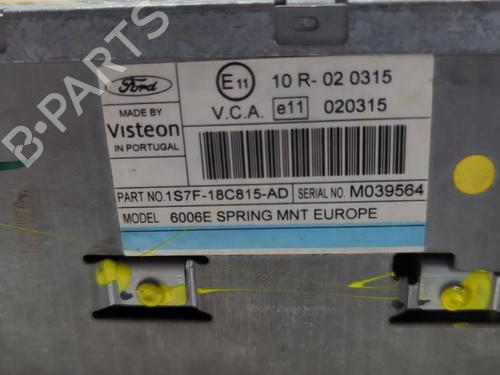 B-PARTS
Ford
E11 10 R- 02 0315
MADE BY
Visteon
IN PORTUGAL
V.C.A. e11 020315
PART NO. 1S7F-18C815-AD SERIAL NO. M039564
MODEL 6006E SPRING MNT EUROPE